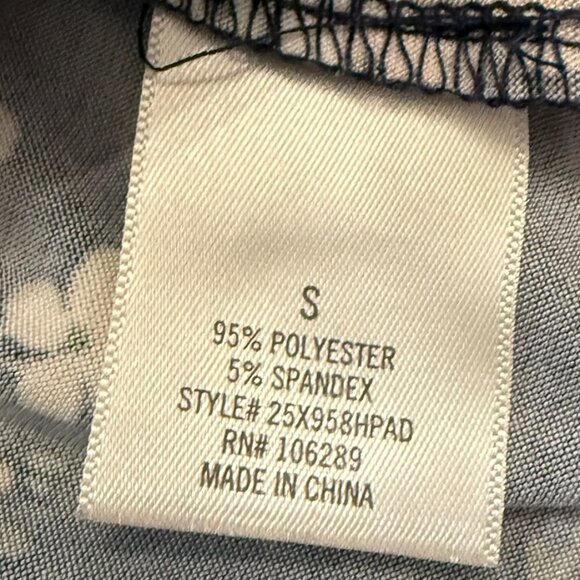 S
95% POLYESTER
5% SPANDEX
STYLE# 25X958HPAD
RN# 106289
MADE IN CHINA